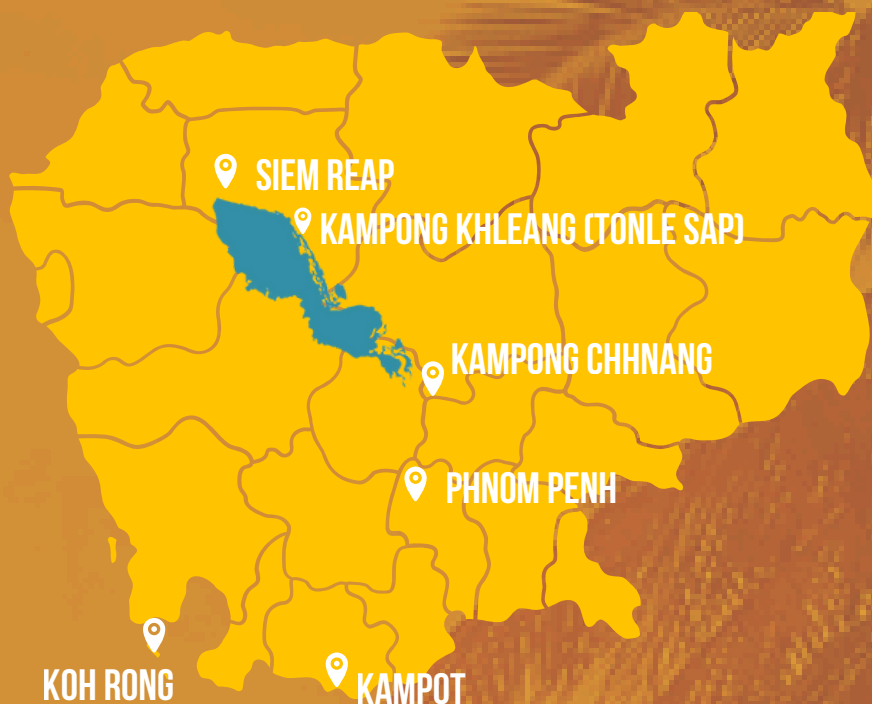 SIEM REAP
KAMPONG KHLEANG (TONLE SAP)
KAMPONG CHHNANG
PHNOM PENH
KOH RONG
KAMPOT